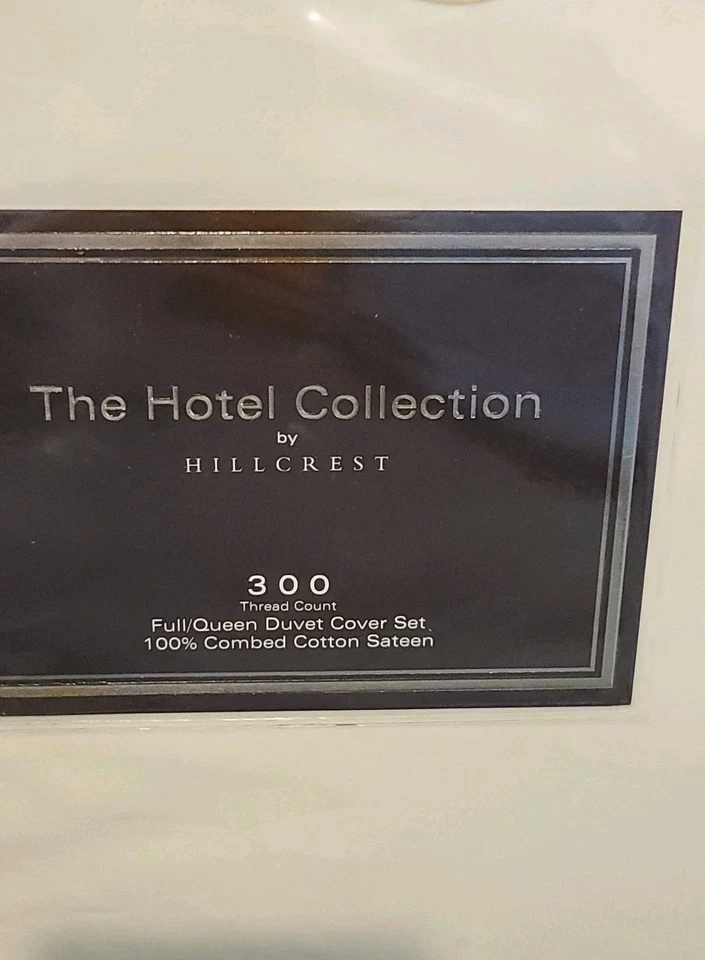 The Hotel Collection
by
HILLCREST
300
Thread Count
Full/Queen Duvet Cover Set
100% Combed Cotton Sateen